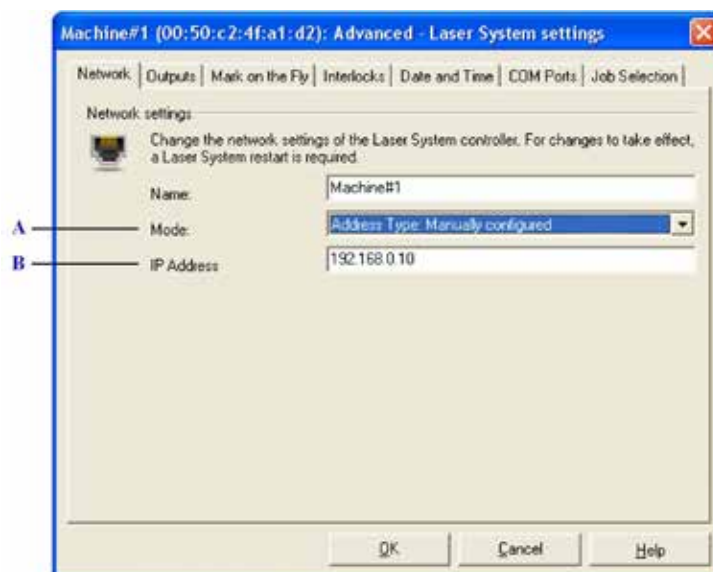 Machine#1 (00:50:c2:4f:a1:d2): Advanced - Laser System settings
Network Outputs Mark on the Fly Interlocks Date and Time COM Ports Job Selection
Network settings
Change the network settings of the Laser System controller. For changes to take effect,
a Laser System restart is required.
Name: Machine#1
A Mode: Address Type: Manually configured
B IP Address 192.168.0.10
OK Cancel Help